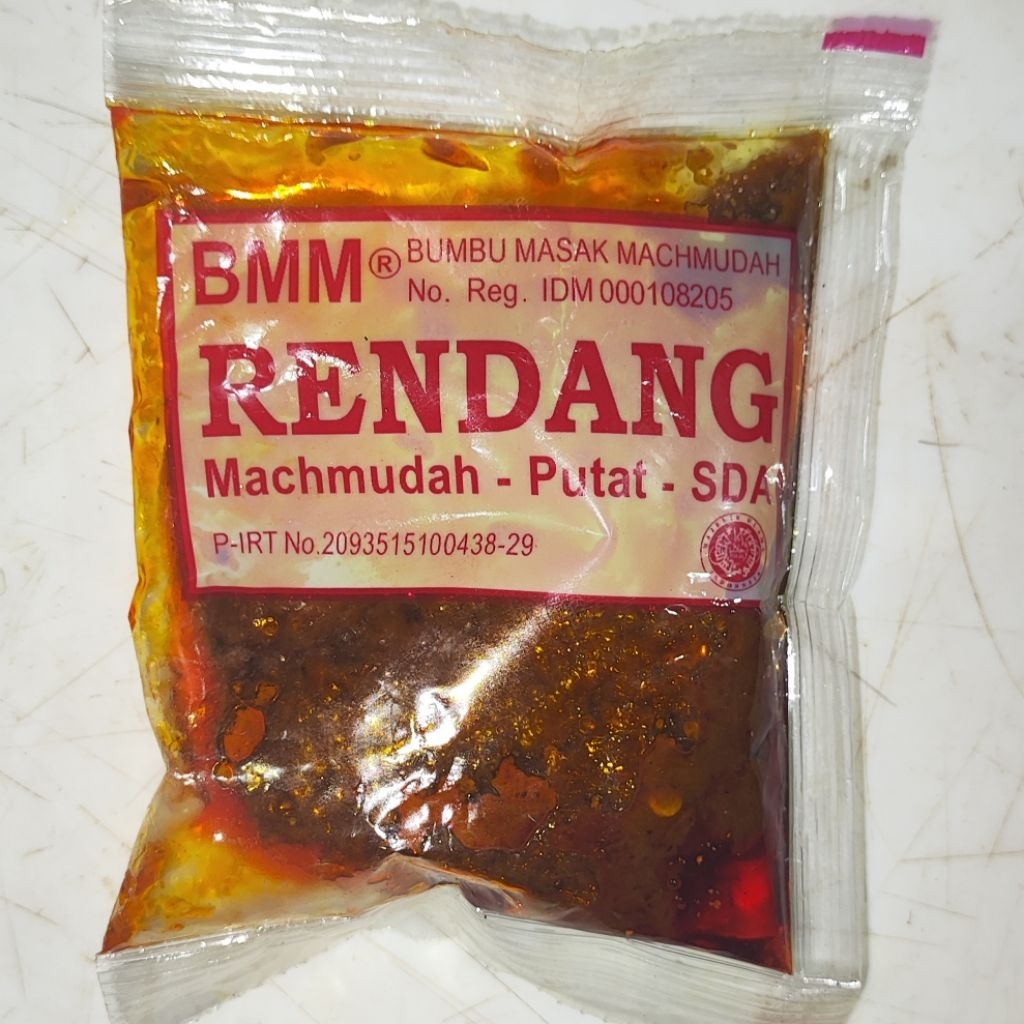 BMM® BUMBU MASAK MACHMUDAH
No. Reg. IDM 000108205
RENDANG
Machmudah - Putat - SDA
P-IRT No.2093515100438-29